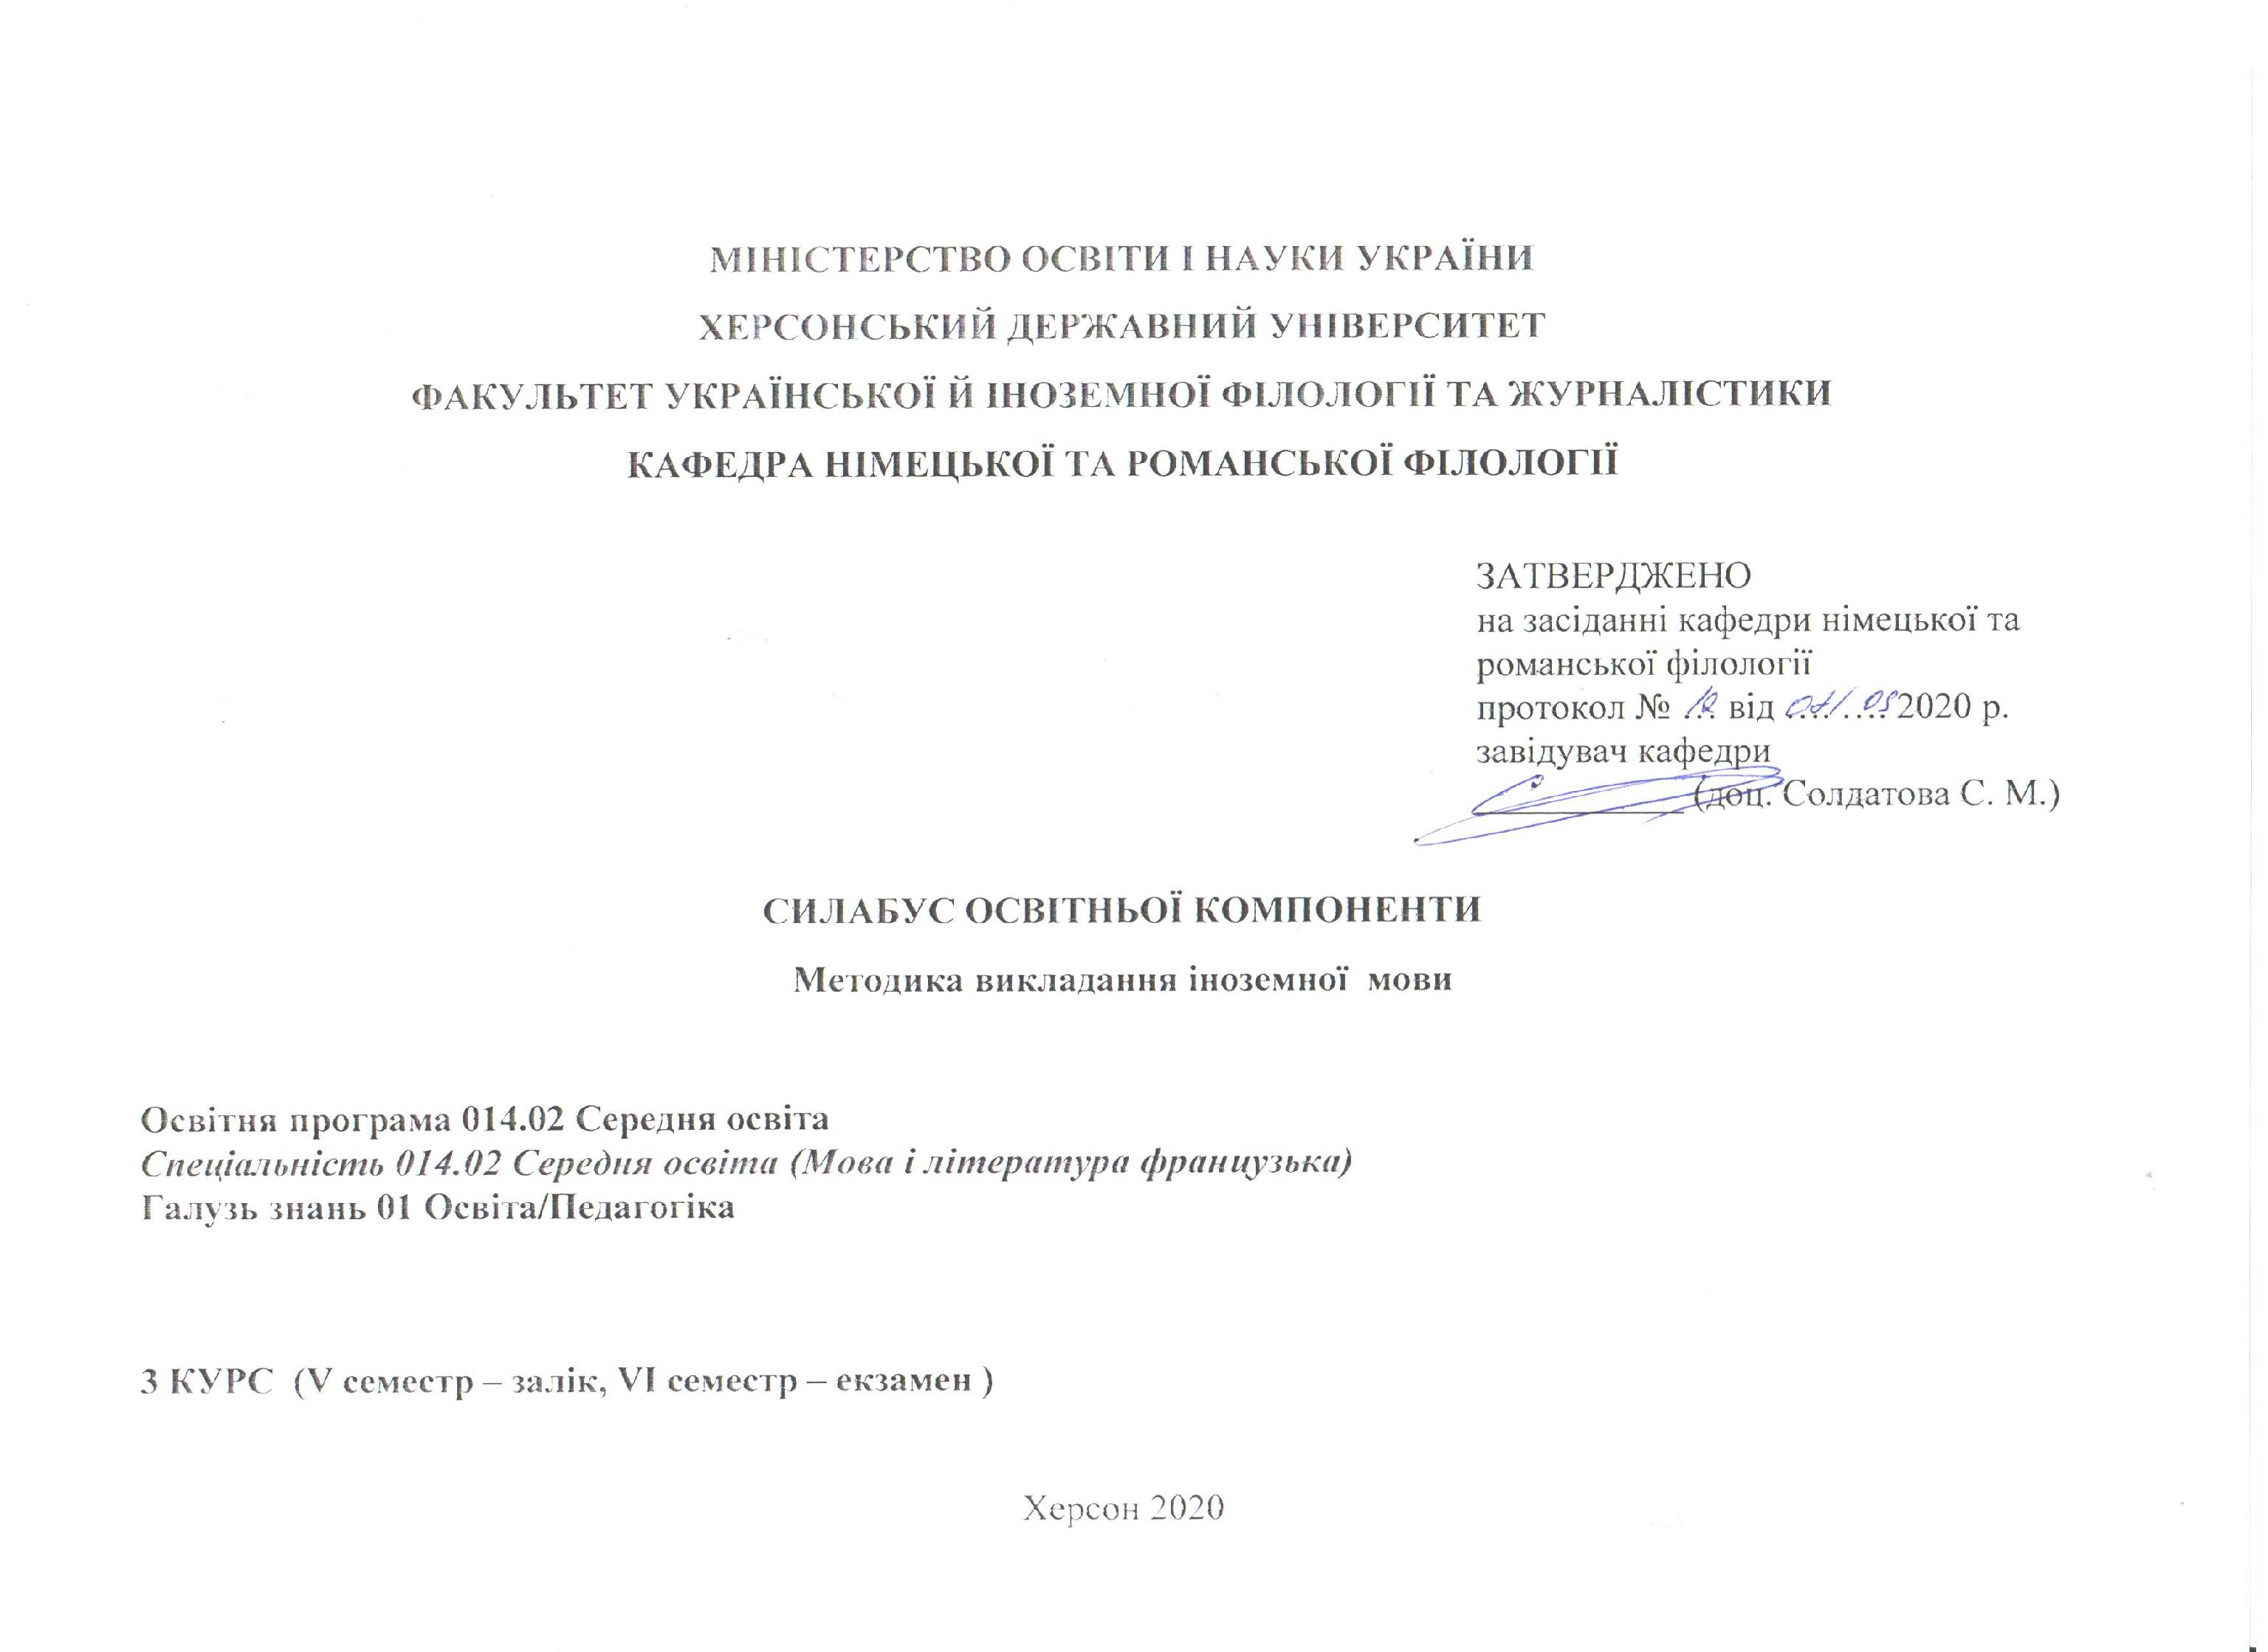 МІНІСТЕРСТВО ОСВІТИ І НАУКИ УКРАЇНИ
ХЕРСОНСЬКИЙ ДЕРЖАВНИЙ УНІВЕРСИТЕТ
ФАКУЛЬТЕТ УКРАЇНСЬКОЇ Й ІНОЗЕМНОЇ ФІЛОЛОГІЇ ТА ЖУРНАЛІСТИКИ
КАФЕДРА НІМЕЦЬКОЇ ТА РОМАНСЬКОЇ ФІЛОЛОГІЇ
ЗАТВЕРДЖЕНО
на засіданні кафедри німецької та
романської філології
протокол № від 2020 р.
завідувач кафедри
(доц. Солдатова С. М.)
СИЛАБУС ОСВІТНЬОЇ КОМПОНЕНТИ
Методика викладання іноземної мови
Освітня програма 014.02 Середня освіта
Спеціальність 014.02 Середня освіта (Мова і література французька)
Галузь знань 01 Освіта/Педагогіка
3 КУРС (V семестр – залік, VI семестр – екзамен )
Херсон 2020